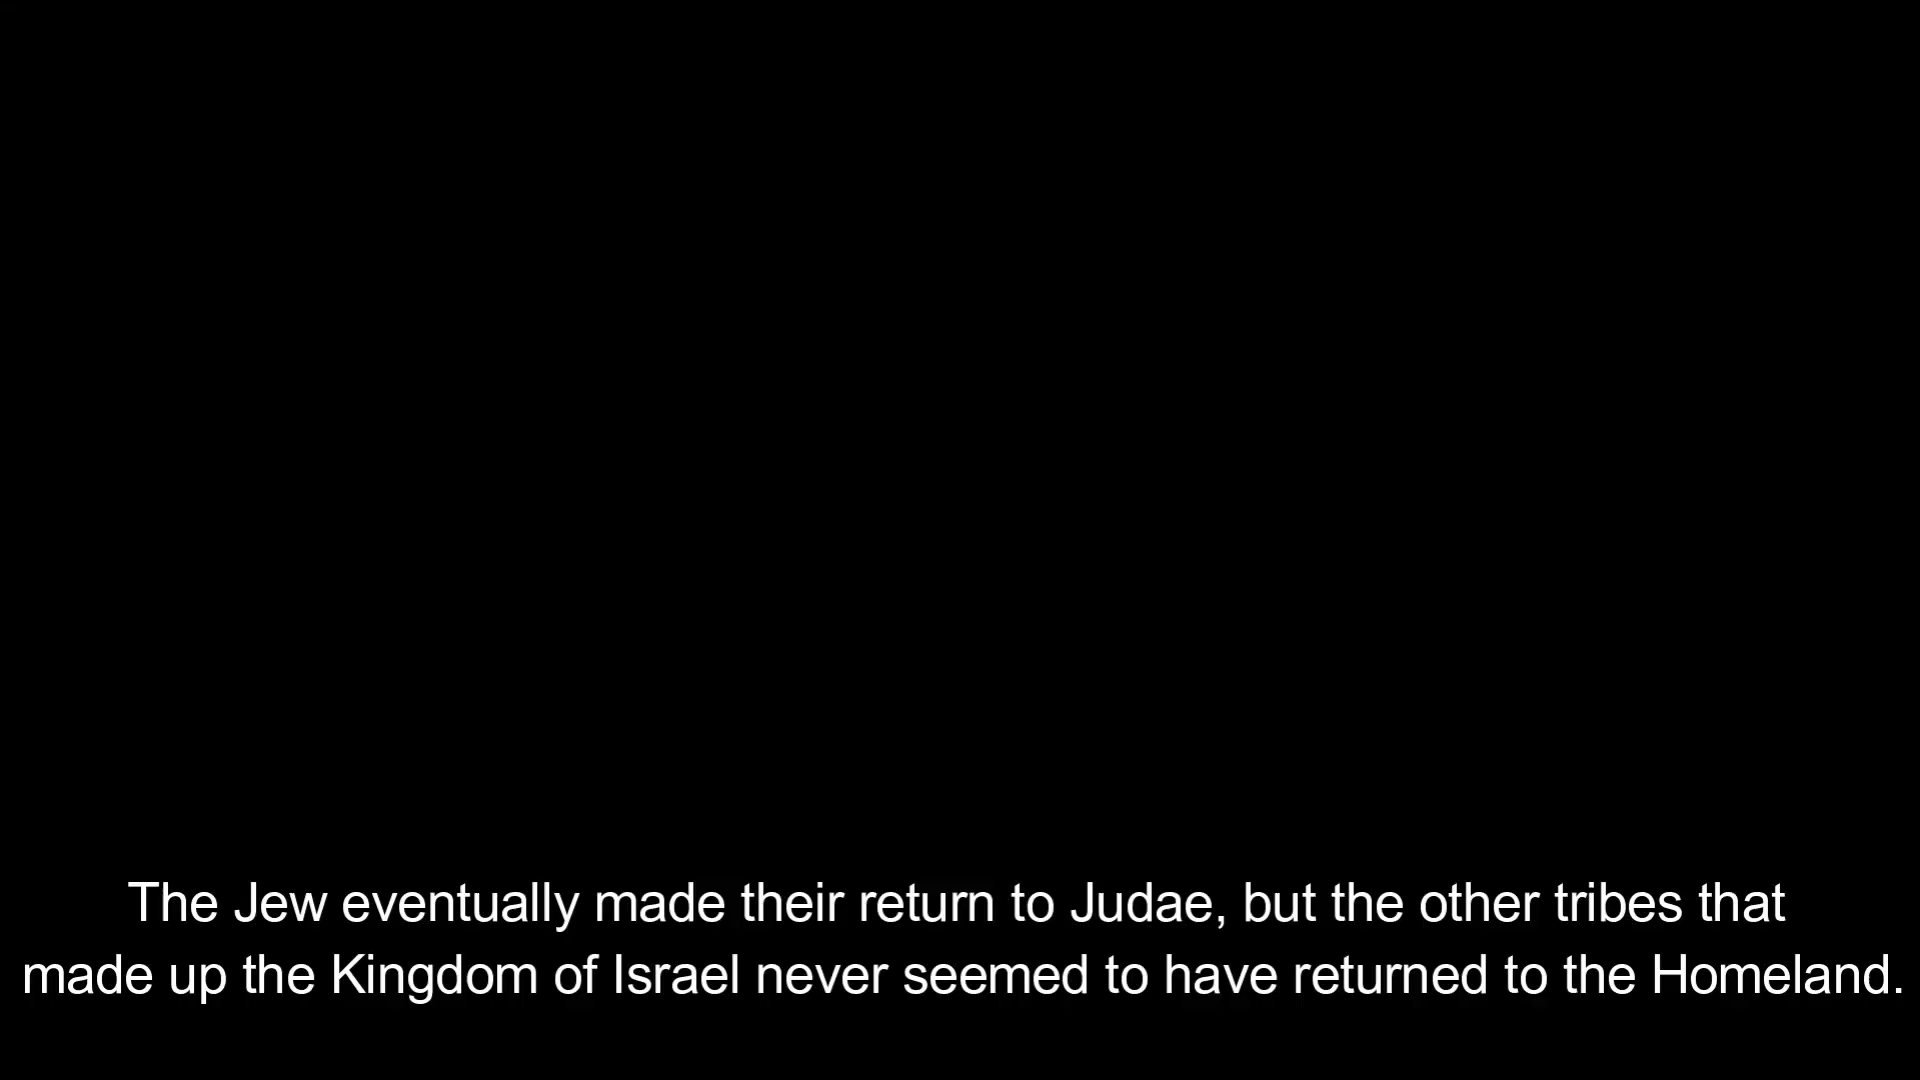 The Jew eventually made their return to Judae, but the other tribes that
made up the Kingdom of Israel never seemed to have returned to the Homeland.